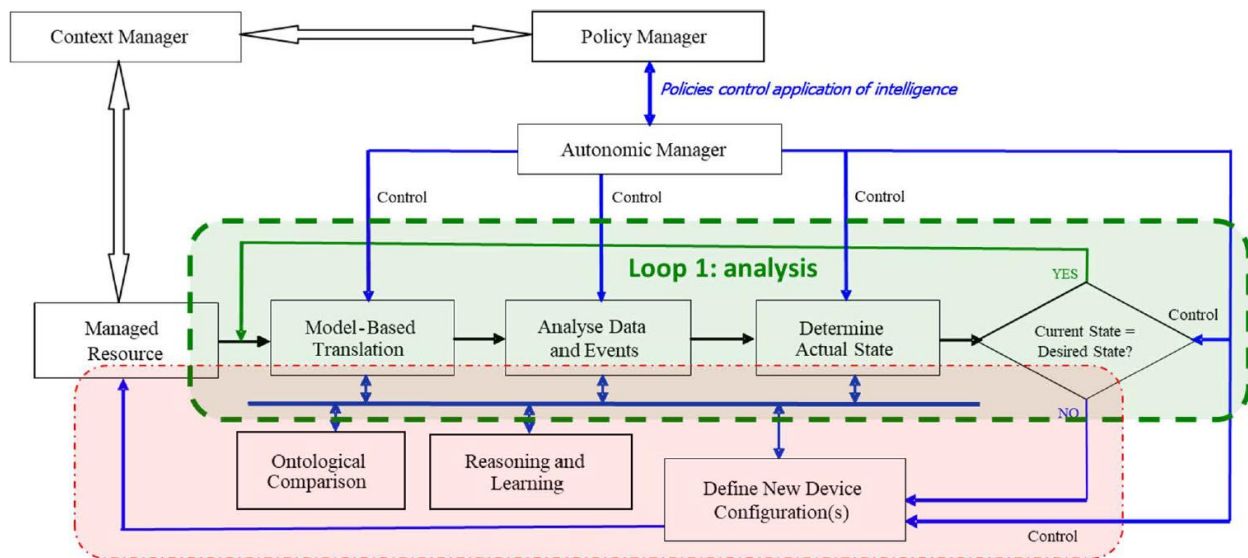 Context Manager
Policy Manager
Policies control application of intelligence
Autonomic Manager
Control
Control
Control
Loop 1: analysis
YES
Managed
Resource
Model-Based
Translation
Analyse Data
and Events
Determine
Actual State
Current State =
Desired State?
Control
NO
Ontological
Comparison
Reasoning and
Learning
Define New Device
Configuration(s)
Control